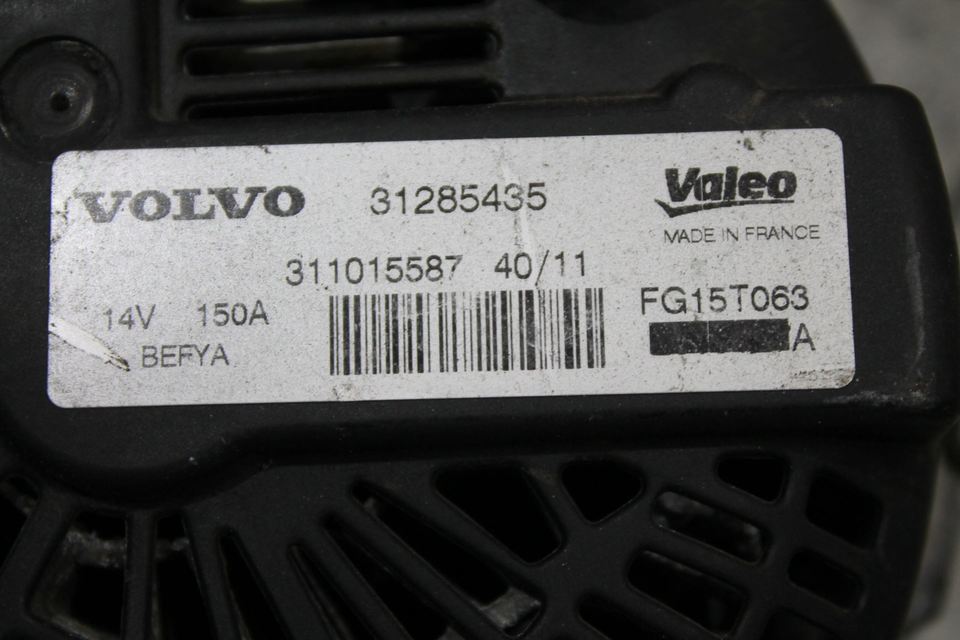 VOLVO 31285435 Valeo
MADE IN FRANCE
311015587 40/11
14V 150A FG15T063
BEFYA A